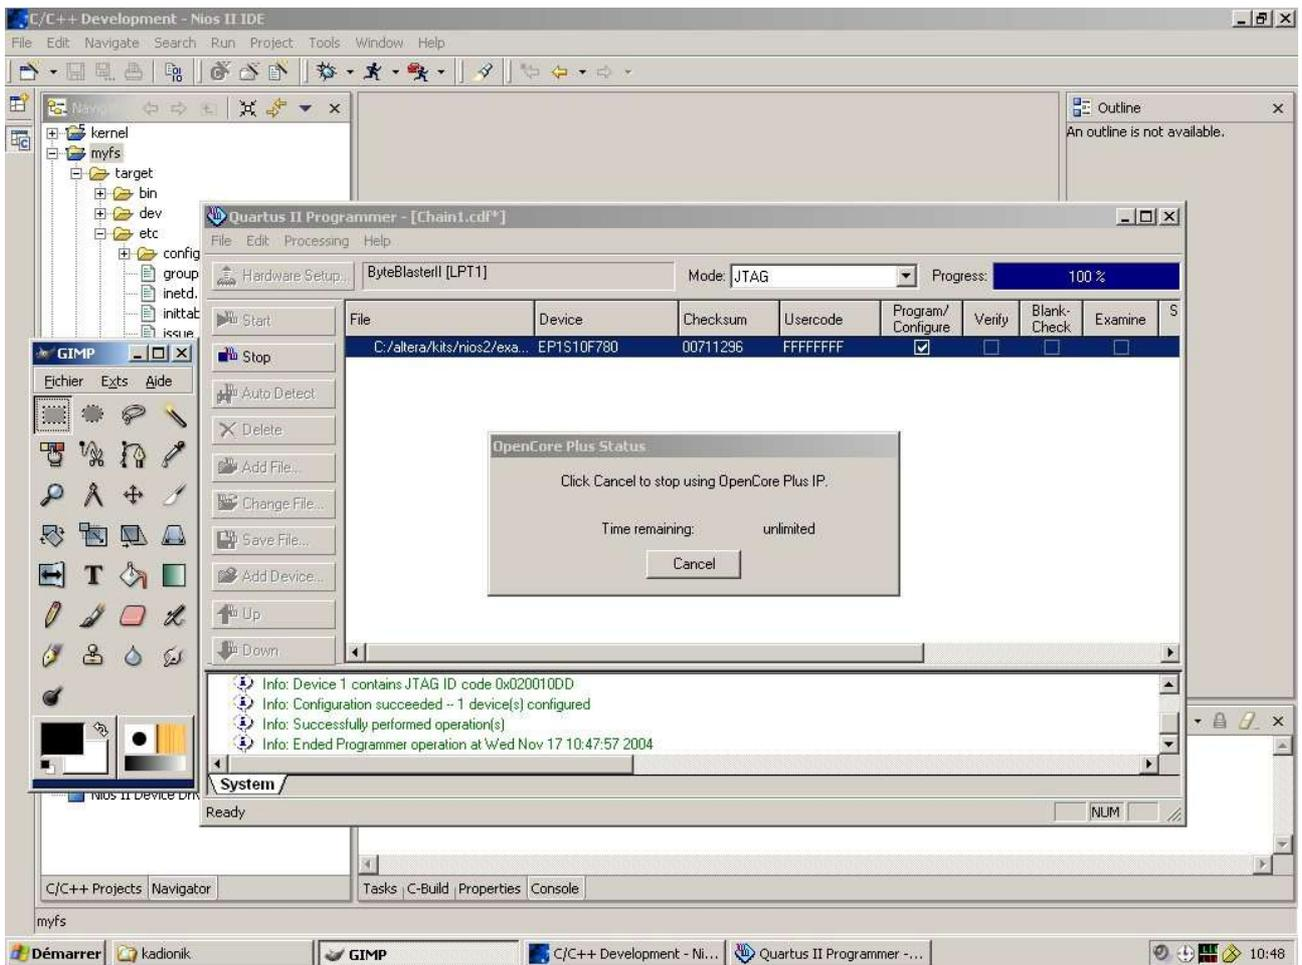 C/C++ Development - Nios II IDE
File Edit Navigate Search Run Project Tools Window Help
Outline
An outline is not available.
kernel
myfs
target
bin
dev
etc
config
group
inetd.
inittab
issue
Quartus II Programmer - [Chain1.cdf*]
File Edit Processing Help
Hardware Setup... ByteBlasterII [LPT1] Mode: JTAG Progress: 100 %
File Device Checksum Usercode Program/ Configure Verify Blank- Check Examine S
C:/altera/kits/nios2/exa... EP1S10F780 00711296 FFFFFFFF
Start
Stop
Auto Detect
Delete
Add File...
Change File...
Save File...
Add Device...
Up
Down
OpenCore Plus Status
Click Cancel to stop using OpenCore Plus IP.
Time remaining: unlimited
Cancel
Info: Device 1 contains JTAG ID code 0x020010DD
Info: Configuration succeeded -- 1 device(s) configured
Info: Successfully performed operation(s)
Info: Ended Programmer operation at Wed Nov 17 10:47:57 2004
System
Ready NUM
GIMP
Fichier Exts Aide
Nios II Device
C/C++ Projects Navigator
Tasks C-Build Properties Console
myfs
Démarrer kadionik GIMP C/C++ Development - Ni... Quartus II Programmer -... 10:48